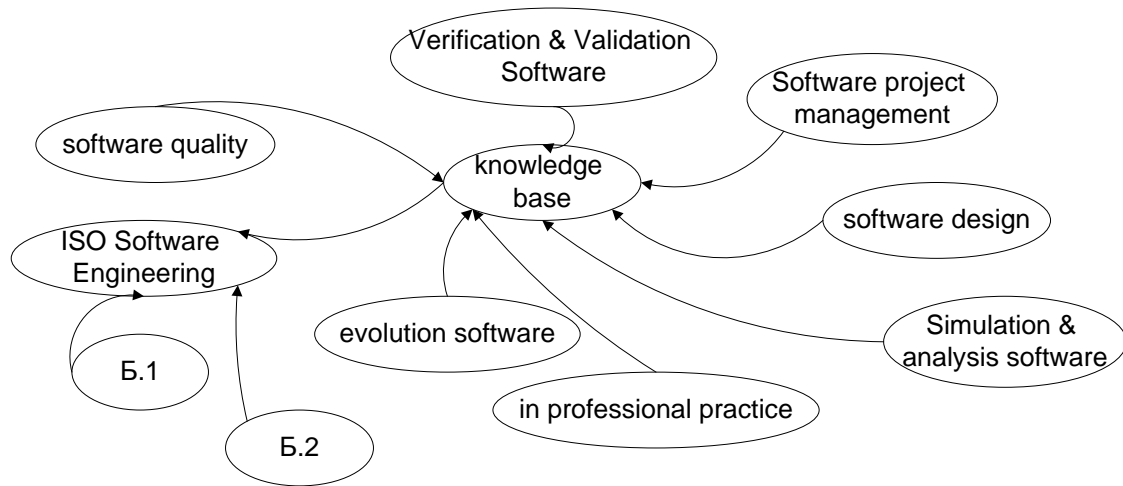 Verification & Validation
Software
Software project
management
software quality
knowledge
base
software design
ISO Software
Engineering
evolution software
Simulation &
analysis software
Б.1
in professional practice
Б.2